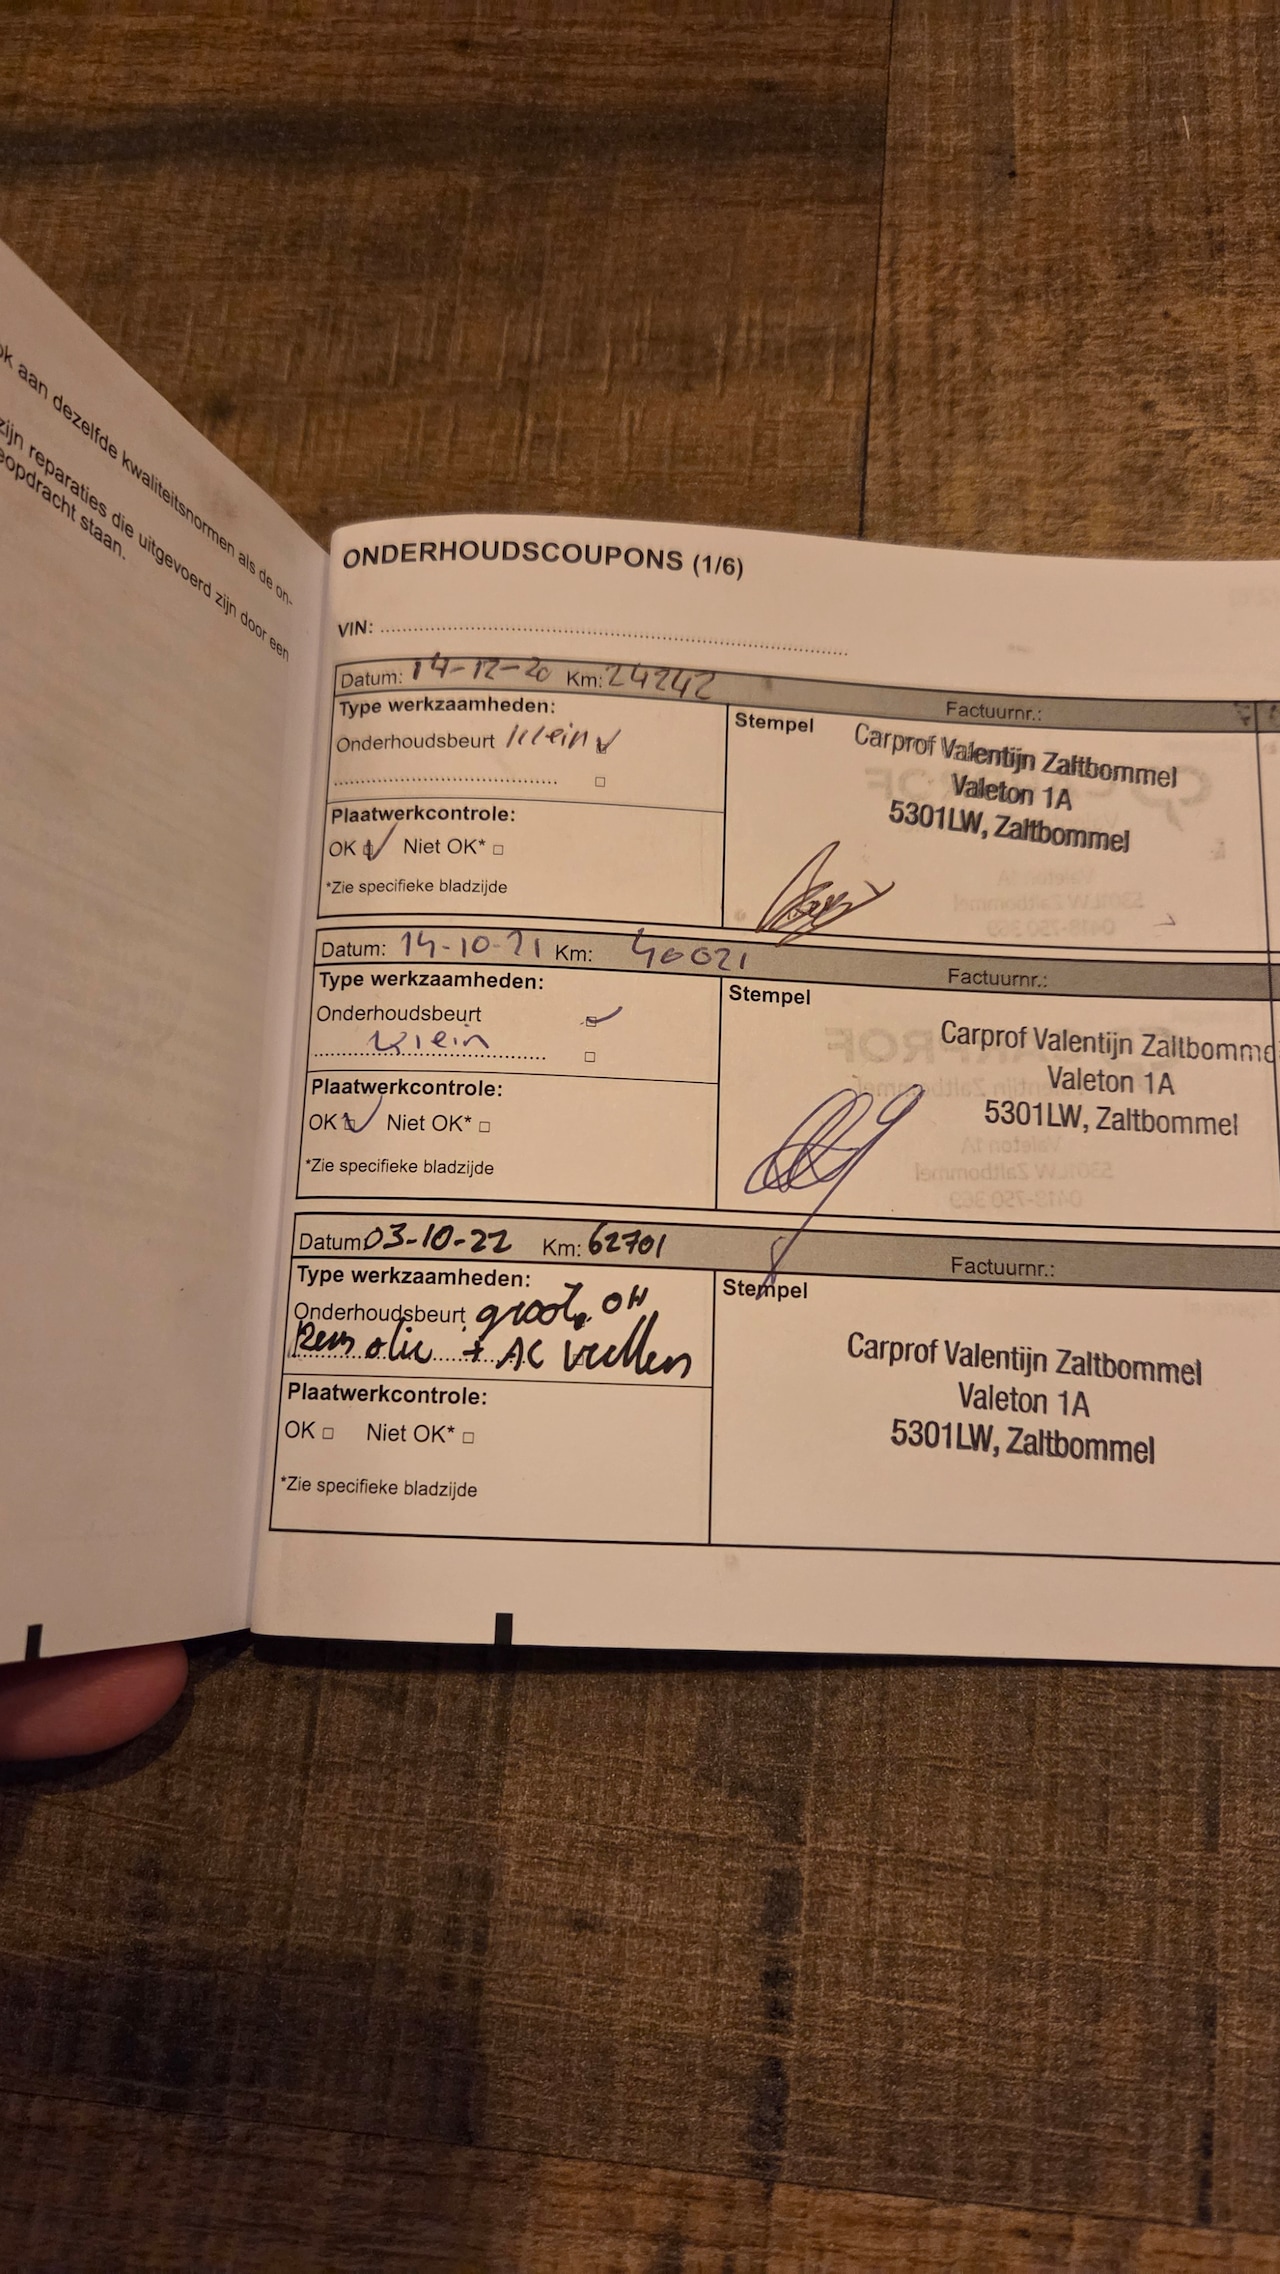 ok aan dezelfde kwaliteitsnormen als de on-
zijn reparaties die uitgevoerd zijn door een
eopdracht staan.
ONDERHOUDSCOUPONS (1/6)
VIN:
Datum: 14-12-20 Km: 24242
Factuurnr.:
Type werkzaamheden:
Onderhoudsbeurt klein
Plaatwerkcontrole:
OK Niet OK*
*Zie specifieke bladzijde
Stempel
Carprof Valentijn Zaltbommel
Valeton 1A
5301LW, Zaltbommel
Datum: 14-10-21 Km: 40021
Factuurnr.:
Type werkzaamheden:
Onderhoudsbeurt
klein
Plaatwerkcontrole:
OK Niet OK*
*Zie specifieke bladzijde
Stempel
Carprof Valentijn Zaltbomme
Valeton 1A
5301LW, Zaltbommel
Datum 03-10-22 Km: 62701
Factuurnr.:
Type werkzaamheden:
Onderhoudsbeurt groot OH
Rem olie + AC vullen
Plaatwerkcontrole:
OK Niet OK*
*Zie specifieke bladzijde
Stempel
Carprof Valentijn Zaltbommel
Valeton 1A
5301LW, Zaltbommel